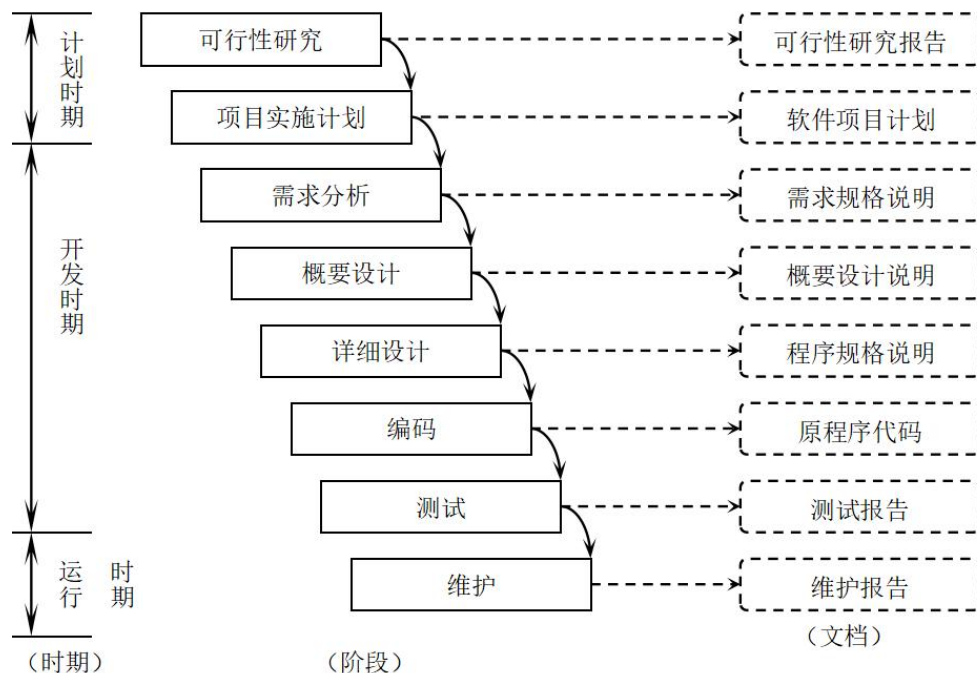 计划时期
可行性研究
可行性研究报告
项目实施计划
软件项目计划
开发时期
需求分析
需求规格说明
概要设计
概要设计说明
详细设计
程序规格说明
编码
原程序代码
测试
测试报告
运行
时期
维护
维护报告
（文档）
（时期）
（阶段）